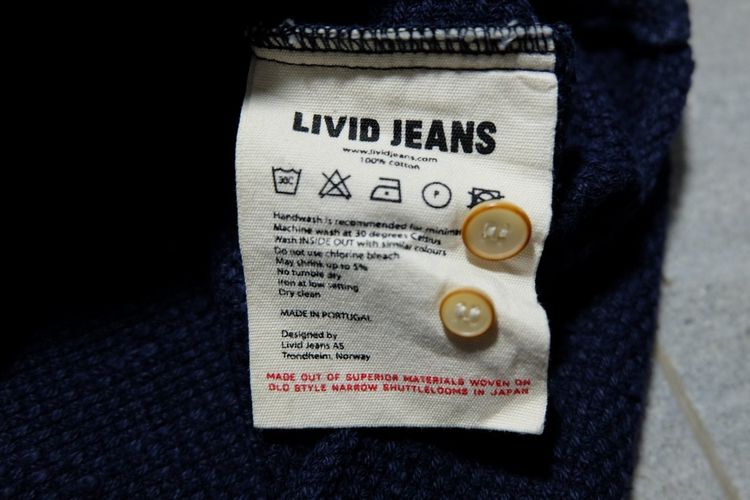 LIVID JEANS
www.lividjeans.com
100% cotton
30C
P
Handwash is recommended for
Machine wash at 30 degrees Celsius
Wash INSIDE OUT with similar colours
Do not use chlorine bleach
May shrink up to 5%
No tumble dry
Iron at low setting
Dry clean
MADE IN PORTUGAL
Designed by
Livid Jeans AS
Trondheim, Norway
MADE OUT OF SUPERIOR MATERIALS WOVEN ON
OLD STYLE NARROW SHUTTLELOOMS IN JAPAN